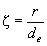 ζ = r / d_e